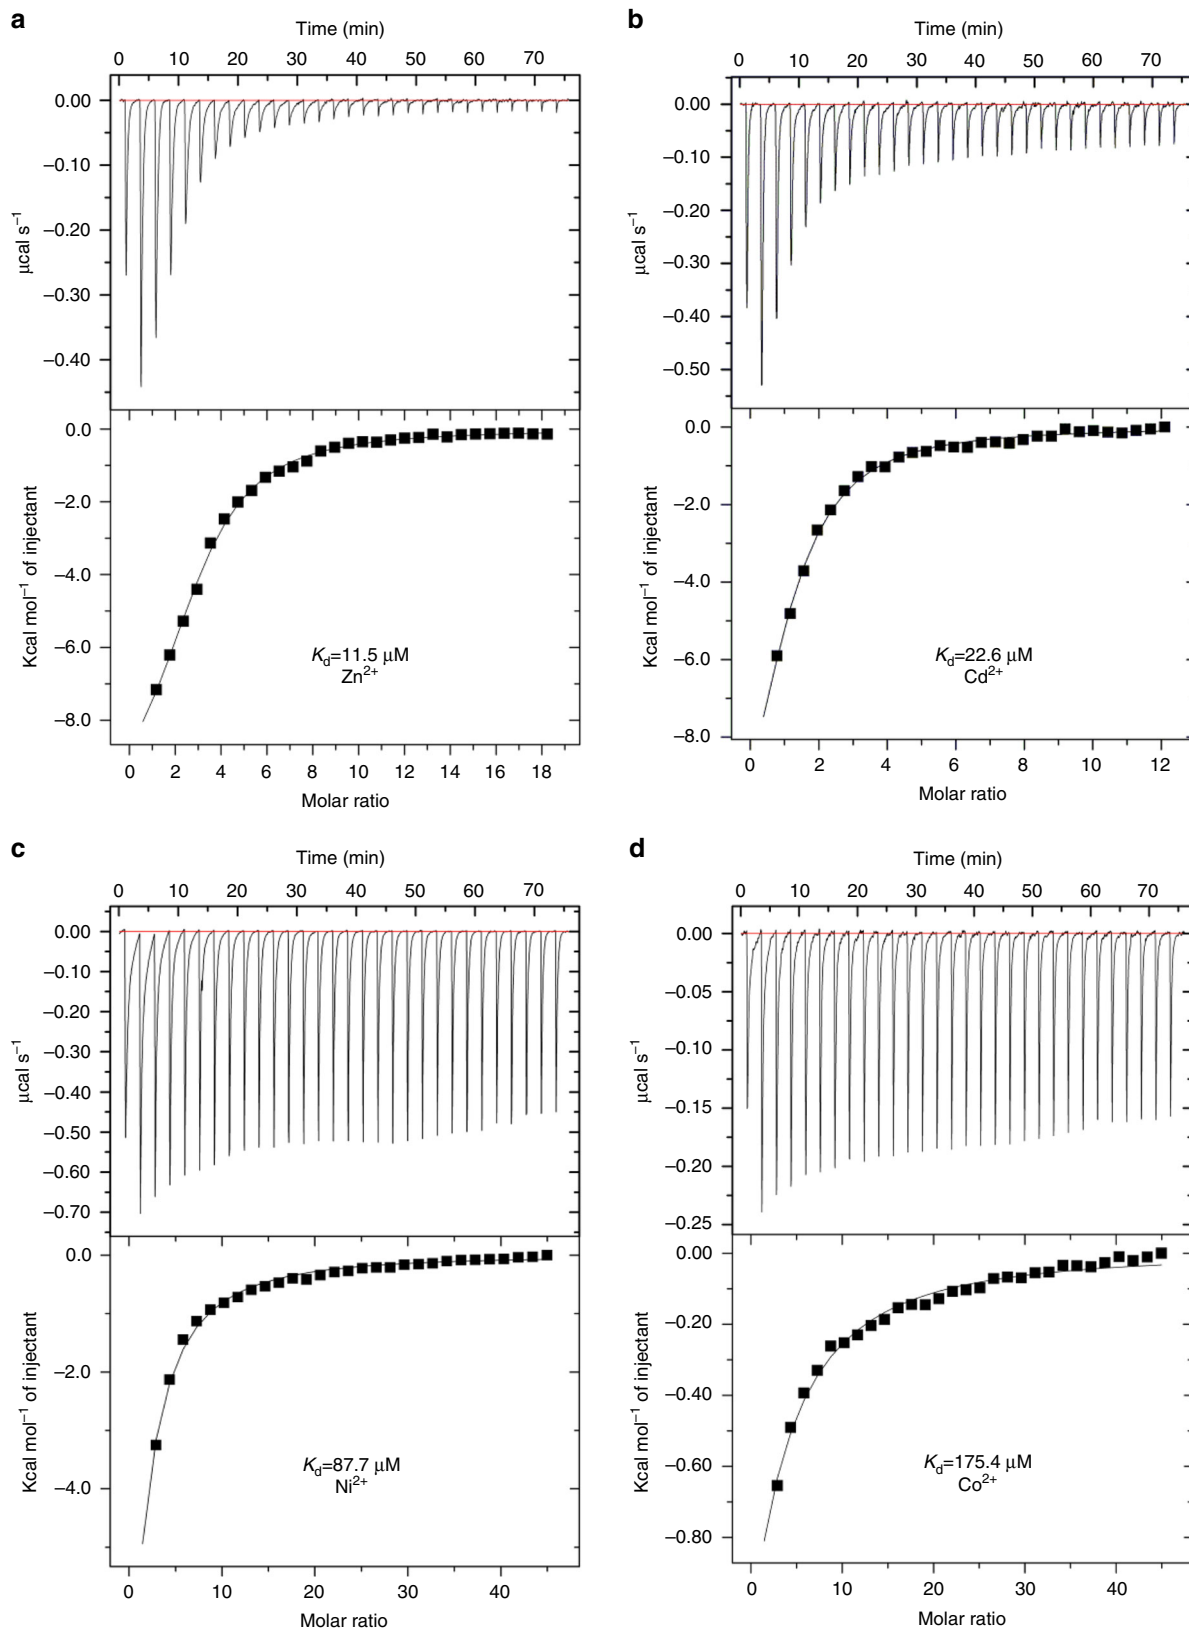 a
Time (min)
0 10 20 30 40 50 60 70
0.00
–0.10
–0.20
–0.30
–0.40
µcal s⁻¹
0.0
–2.0
–4.0
–6.0
–8.0
Kcal mol⁻¹ of injectant
Kd=11.5 µM
Zn²⁺
0 2 4 6 8 10 12 14 16 18
Molar ratio
b
Time (min)
0 10 20 30 40 50 60 70
0.00
–0.10
–0.20
–0.30
–0.40
–0.50
µcal s⁻¹
0.0
–2.0
–4.0
–6.0
–8.0
Kcal mol⁻¹ of injectant
Kd=22.6 µM
Cd²⁺
0 2 4 6 8 10 12
Molar ratio
c
Time (min)
0 10 20 30 40 50 60 70
0.00
–0.10
–0.20
–0.30
–0.40
–0.50
–0.60
–0.70
µcal s⁻¹
0.0
–2.0
–4.0
Kcal mol⁻¹ of injectant
Kd=87.7 µM
Ni²⁺
0 10 20 30 40
Molar ratio
d
Time (min)
0 10 20 30 40 50 60 70
0.00
–0.05
–0.10
–0.15
–0.20
–0.25
µcal s⁻¹
0.00
–0.20
–0.40
–0.60
–0.80
Kcal mol⁻¹ of injectant
Kd=175.4 µM
Co²⁺
0 10 20 30 40
Molar ratio